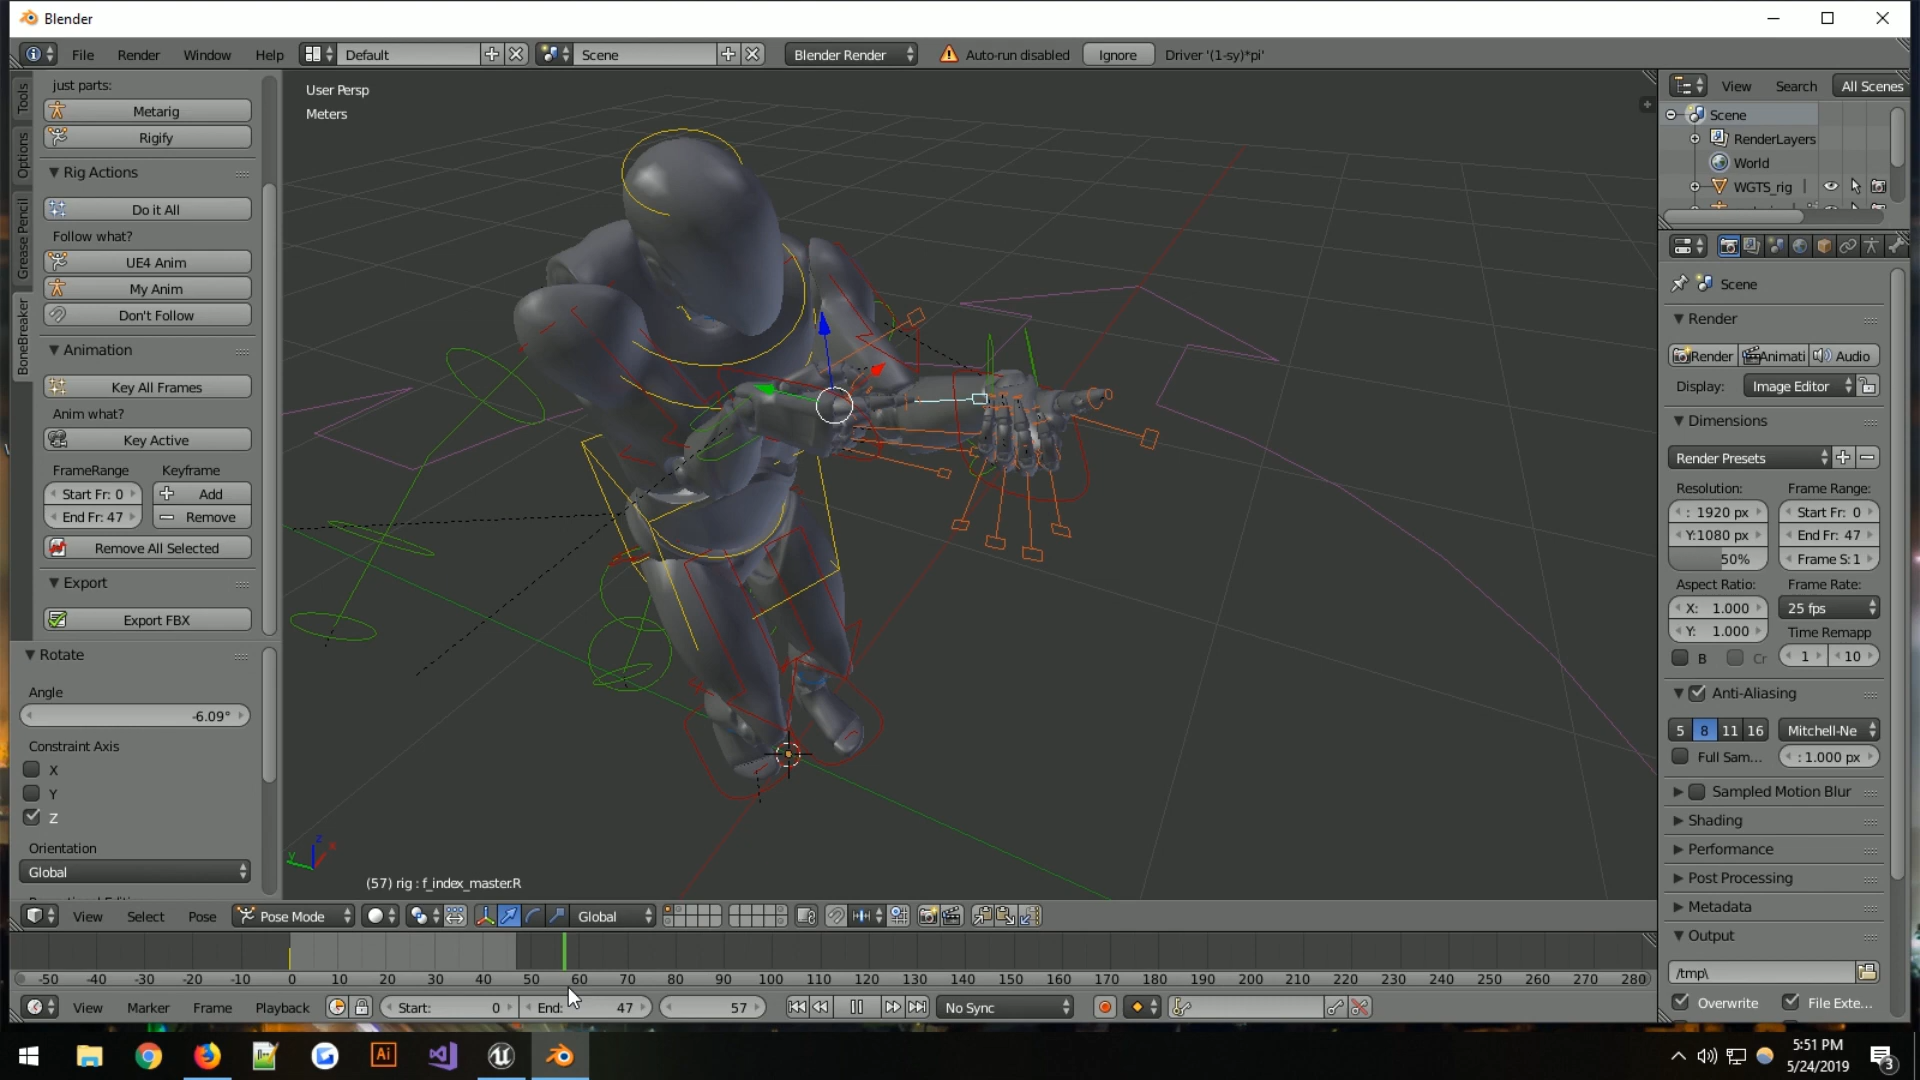 Blender
File Render Window Help Default Scene Blender Render Auto-run disabled Ignore Driver '(1-sy)*pi'
Tools
Options
Grease Pencil
BoneBreaker
just parts:
Metarig
Rigify
Rig Actions
Do it All
Follow what?
UE4 Anim
My Anim
Don't Follow
Animation
Key All Frames
Anim what?
Key Active
FrameRange Keyframe
Start Fr: 0 Add
End Fr: 47 Remove
Remove All Selected
Export
Export FBX
Rotate
Angle
-6.09°
Constraint Axis
X
Y
Z
Orientation
Global
User Persp
Meters
(57) rig : f_index_master.R
View Select Pose Pose Mode Global
-50 -40 -30 -20 -10 0 10 20 30 40 50 60 70 80 90 100 110 120 130 140 150 160 170 180 190 200 210 220 230 240 250 260 270 280
View Marker Frame Playback Start: 0 End: 47 57 No Sync
View Search All Scenes
Scene
RenderLayers
World
WGTS_rig
Scene
Render
Render Animati Audio
Display: Image Editor
Dimensions
Render Presets
Resolution: Frame Range:
: 1920 px Start Fr: 0
Y:1080 px End Fr: 47
50% Frame S:1
Aspect Ratio: Frame Rate:
X: 1.000 25 fps
Y: 1.000 Time Remapp
B Cr 1 10
Anti-Aliasing
5 8 11 16 Mitchell-Ne
Full Sam... : 1.000 px
Sampled Motion Blur
Shading
Performance
Post Processing
Metadata
Output
/tmp\
Overwrite File Exte...
Ai
5:51 PM
5/24/2019
3